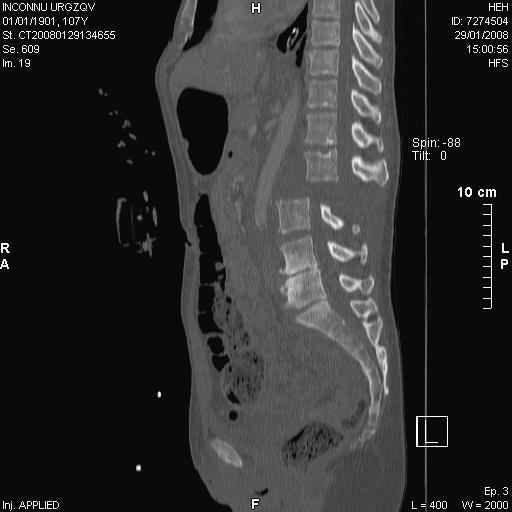 INCONNU URGZQV
01/01/1901, 107Y
St. CT20080129134655
Se. 609
Im. 19
H
HEH
ID: 7274504
29/01/2008
15:00:56
HFS
Spin: -88
Tilt: 0
10 cm
R
A
L
P
L
Inj. APPLIED
F
Ep. 3
L = 400 W = 2000